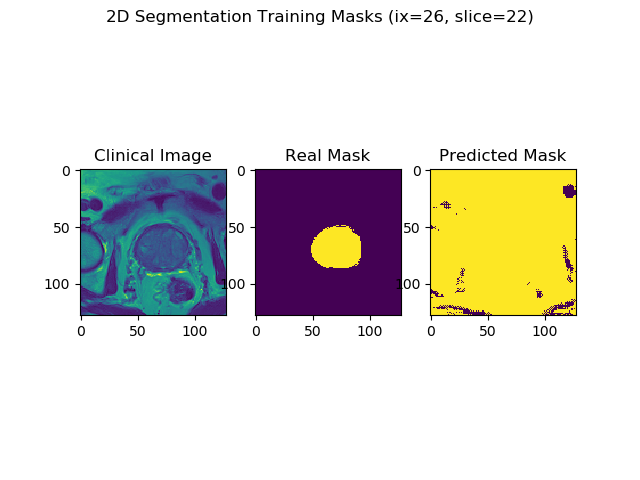 2D Segmentation Training Masks (ix=26, slice=22)
Clinical Image Real Mask Predicted Mask
0 0 0
50 50 50
100 100 100
0 50 100 0 50 100 0 50 100